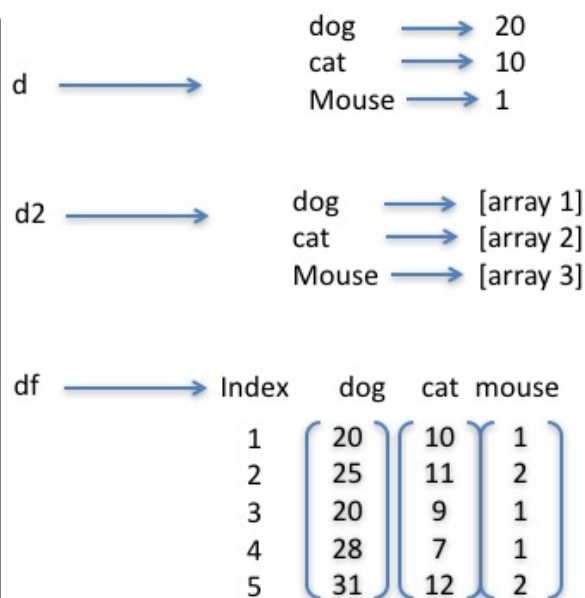 dog 20
d cat 10
Mouse 1
dog [array 1]
d2 cat [array 2]
Mouse [array 3]
df Index dog cat mouse
1 20 10 1
2 25 11 2
3 20 9 1
4 28 7 1
5 31 12 2